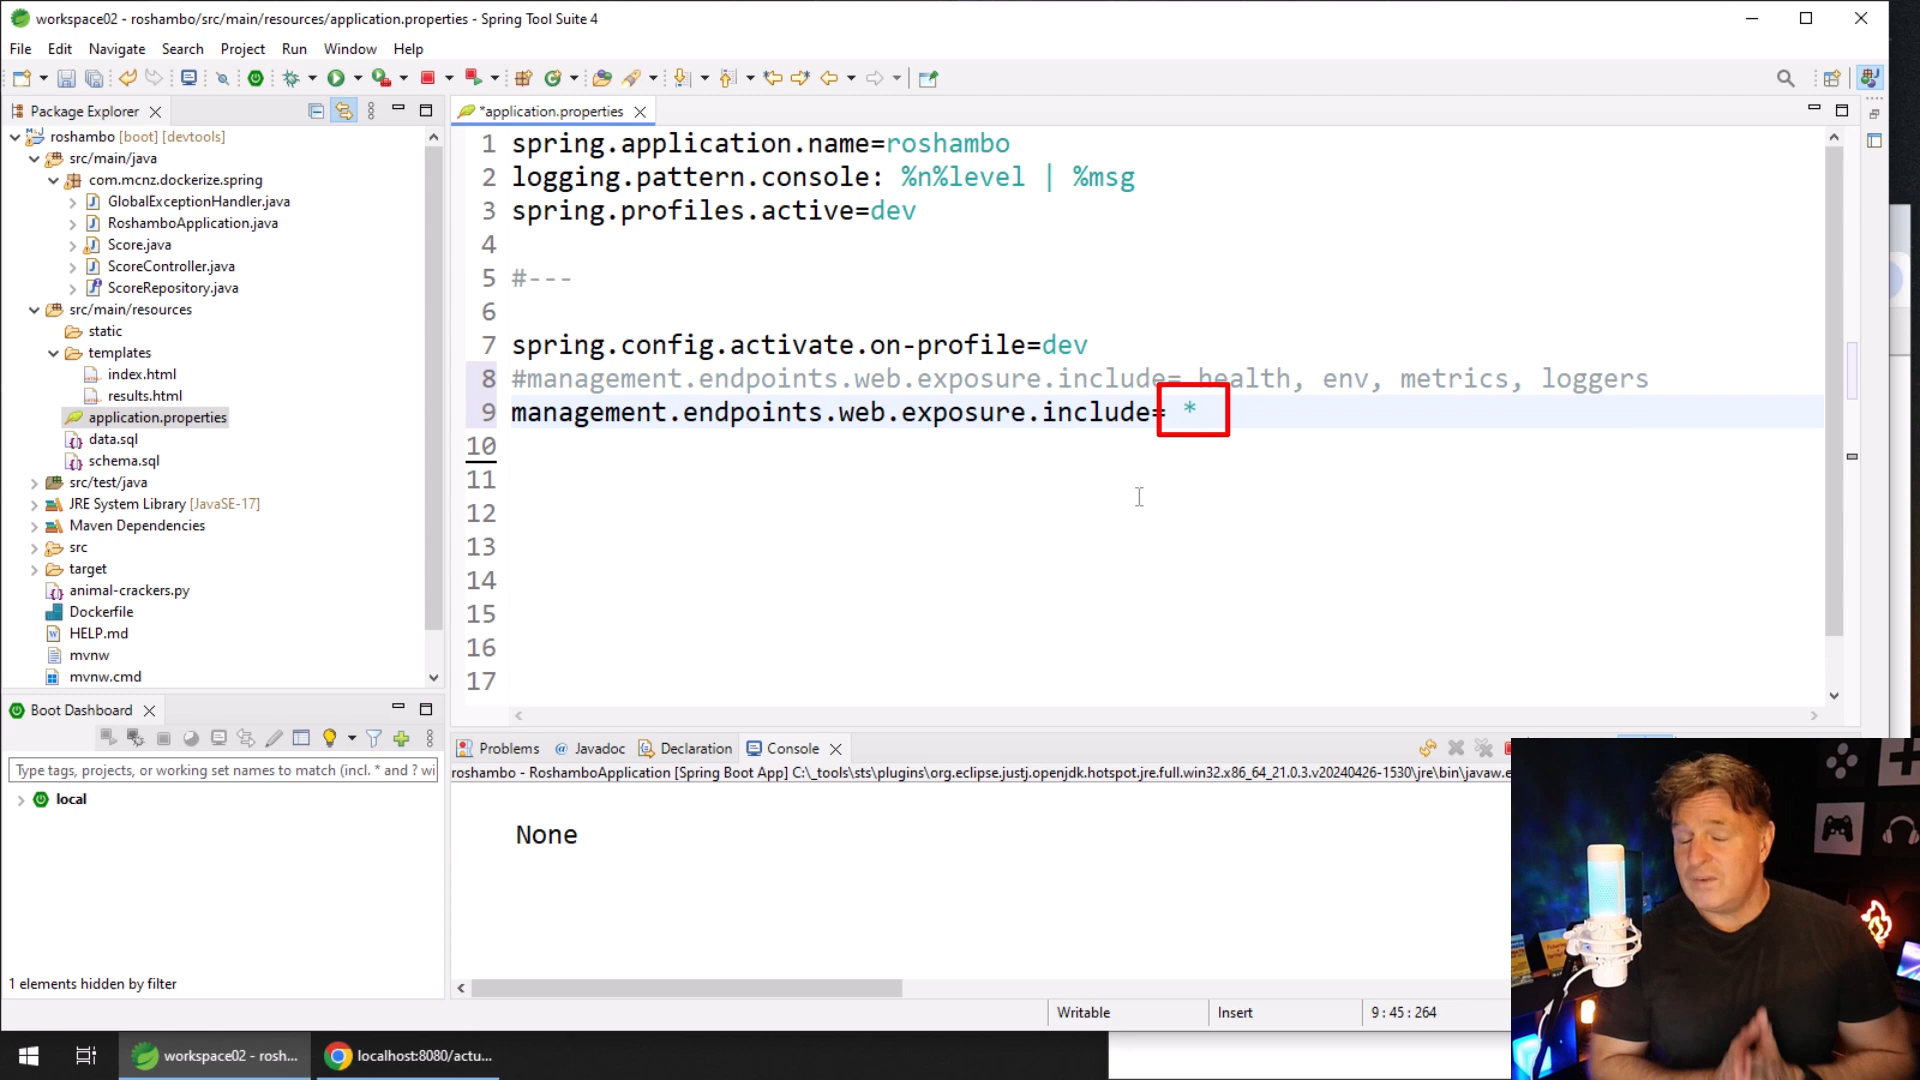 workspace02 - roshambo/src/main/resources/application.properties - Spring Tool Suite 4
File Edit Navigate Search Project Run Window Help
Package Explorer
roshambo [boot] [devtools]
src/main/java
com.mcnz.dockerize.spring
GlobalExceptionHandler.java
RoshamboApplication.java
Score.java
ScoreController.java
ScoreRepository.java
src/main/resources
static
templates
index.html
results.html
application.properties
data.sql
schema.sql
src/test/java
JRE System Library [JavaSE-17]
Maven Dependencies
src
target
animal-crackers.py
Dockerfile
HELP.md
mvnw
mvnw.cmd
*application.properties
1 spring.application.name=roshambo
2 logging.pattern.console: %n%level | %msg
3 spring.profiles.active=dev
4
5 #---
6
7 spring.config.activate.on-profile=dev
8 #management.endpoints.web.exposure.include= health, env, metrics, loggers
9 management.endpoints.web.exposure.include= *
10
11
12
13
14
15
16
17
Boot Dashboard
Type tags, projects, or working set names to match (incl. * and ? wi
local
1 elements hidden by filter
Problems Javadoc Declaration Console
roshambo - RoshamboApplication [Spring Boot App] C:\_tools\sts\plugins\org.eclipse.justj.openjdk.hotspot.jre.full.win32.x86_64_21.0.3.v20240426-1530\jre\bin\javaw.e
None
Writable Insert 9 : 45 : 264
workspace02 - rosh... localhost:8080/actu...